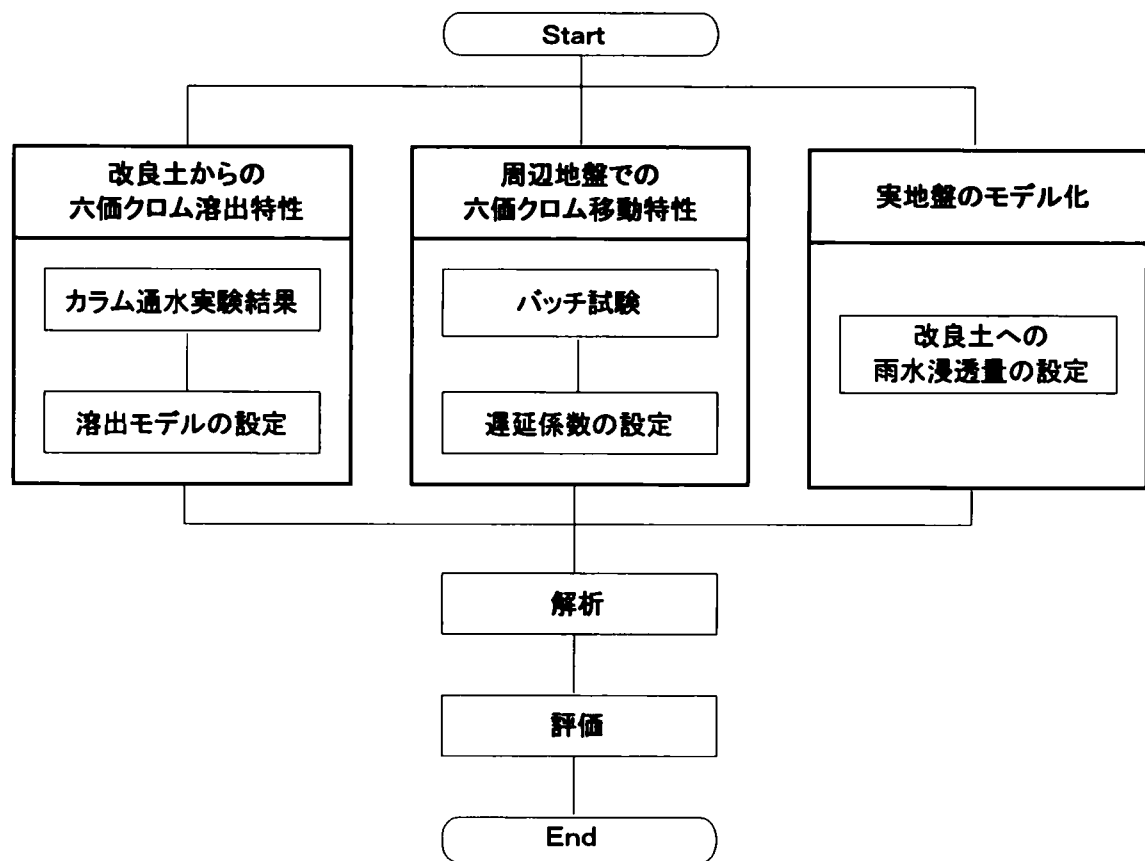 Start
改良土からの
六価クロム溶出特性
カラム通水実験結果
溶出モデルの設定
周辺地盤での
六価クロム移動特性
バッチ試験
遅延係数の設定
実地盤のモデル化
改良土への
雨水浸透量の設定
解析
評価
End